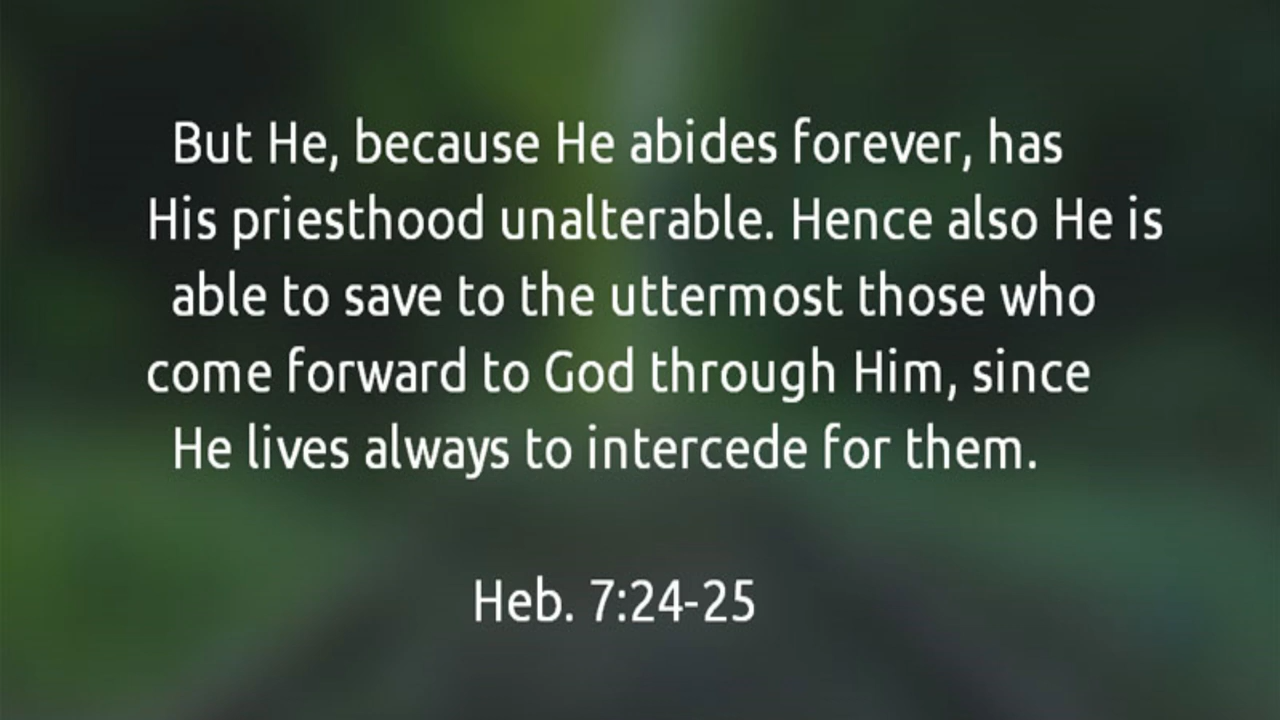 But He, because He abides forever, has
His priesthood unalterable. Hence also He is
able to save to the uttermost those who
come forward to God through Him, since
He lives always to intercede for them.
Heb. 7:24-25